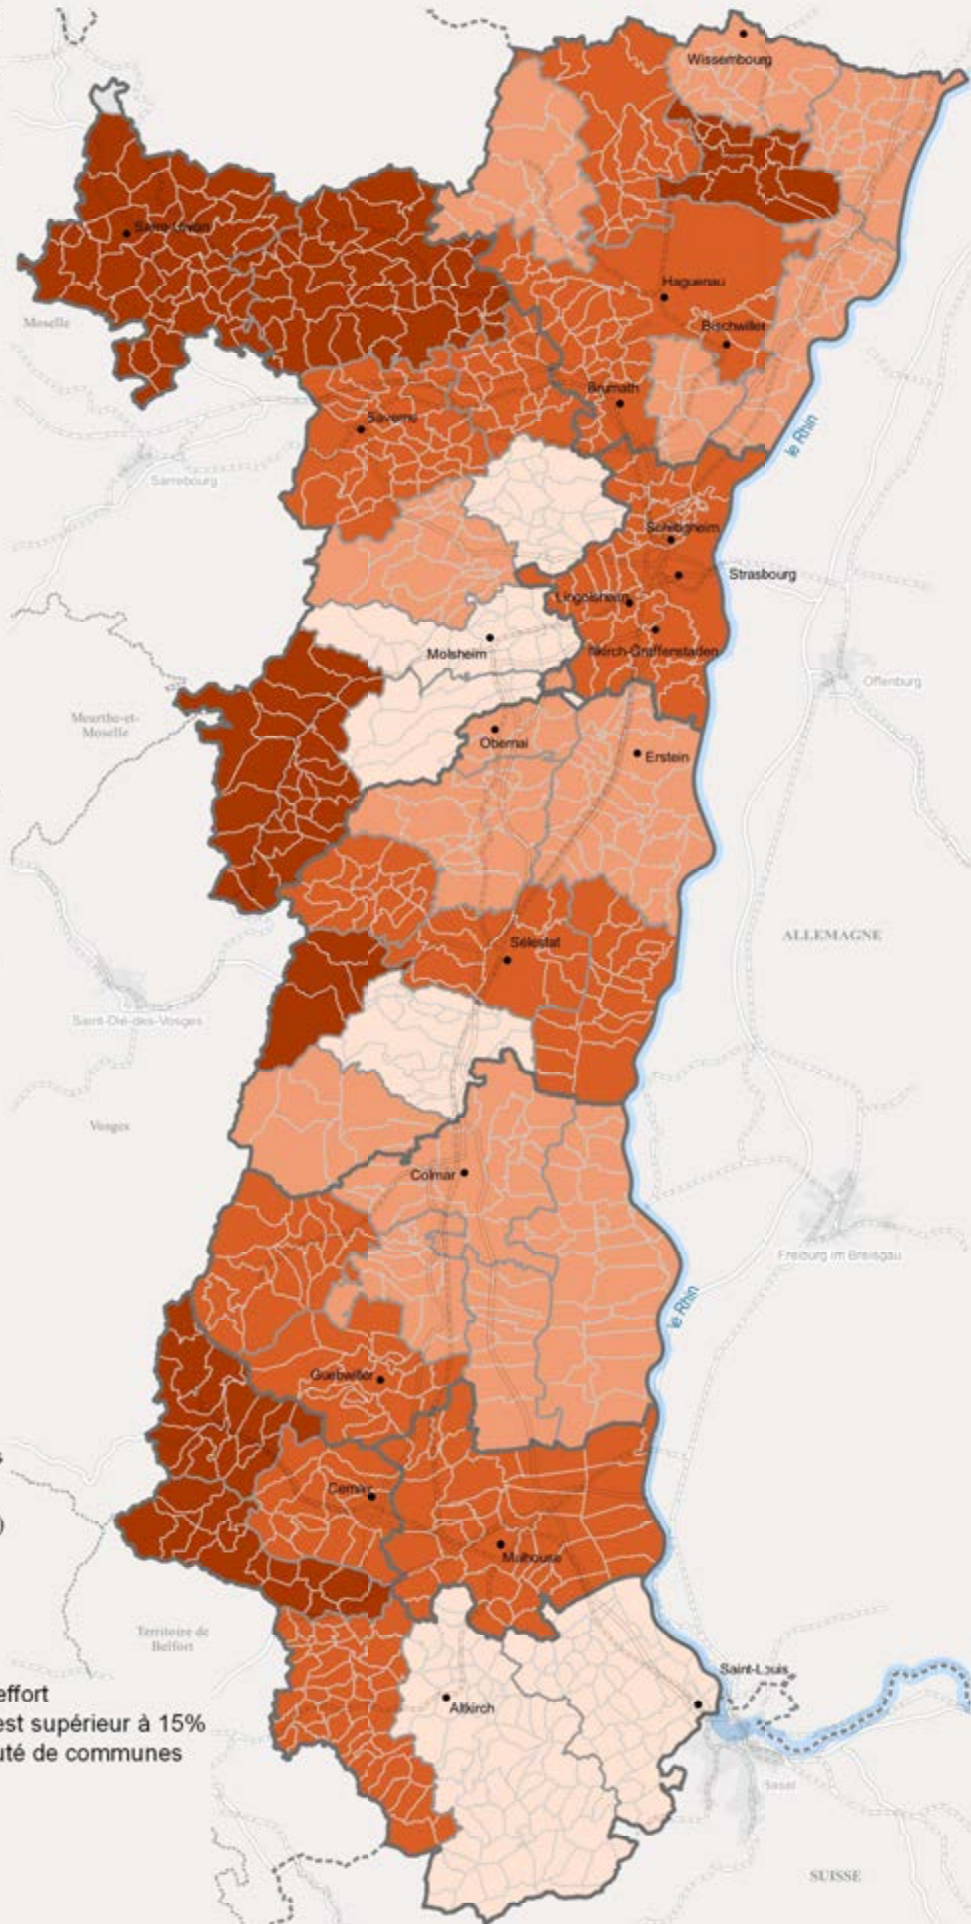 Wissembourg
Haguenau
Moselle
Bischwiller
Brumath
Saverne
le Rhin
Sarrebourg
Schiltigheim
Strasbourg
Lingolsheim
Molsheim
Illkirch-Graffenstaden
Offenburg
Meurthe-et-
Moselle
Obernai
Erstein
ALLEMAGNE
Sélestat
Saint-Dié-des-Vosges
Vosges
Colmar
Freiburg im Breisgau
le Rhin
Guebwiller
s
Cernay
)
Mulhouse
Territoire de
Belfort
Saint-Louis
effort
est supérieur à 15%
Altkirch
uté de communes
Basel
SUISSE